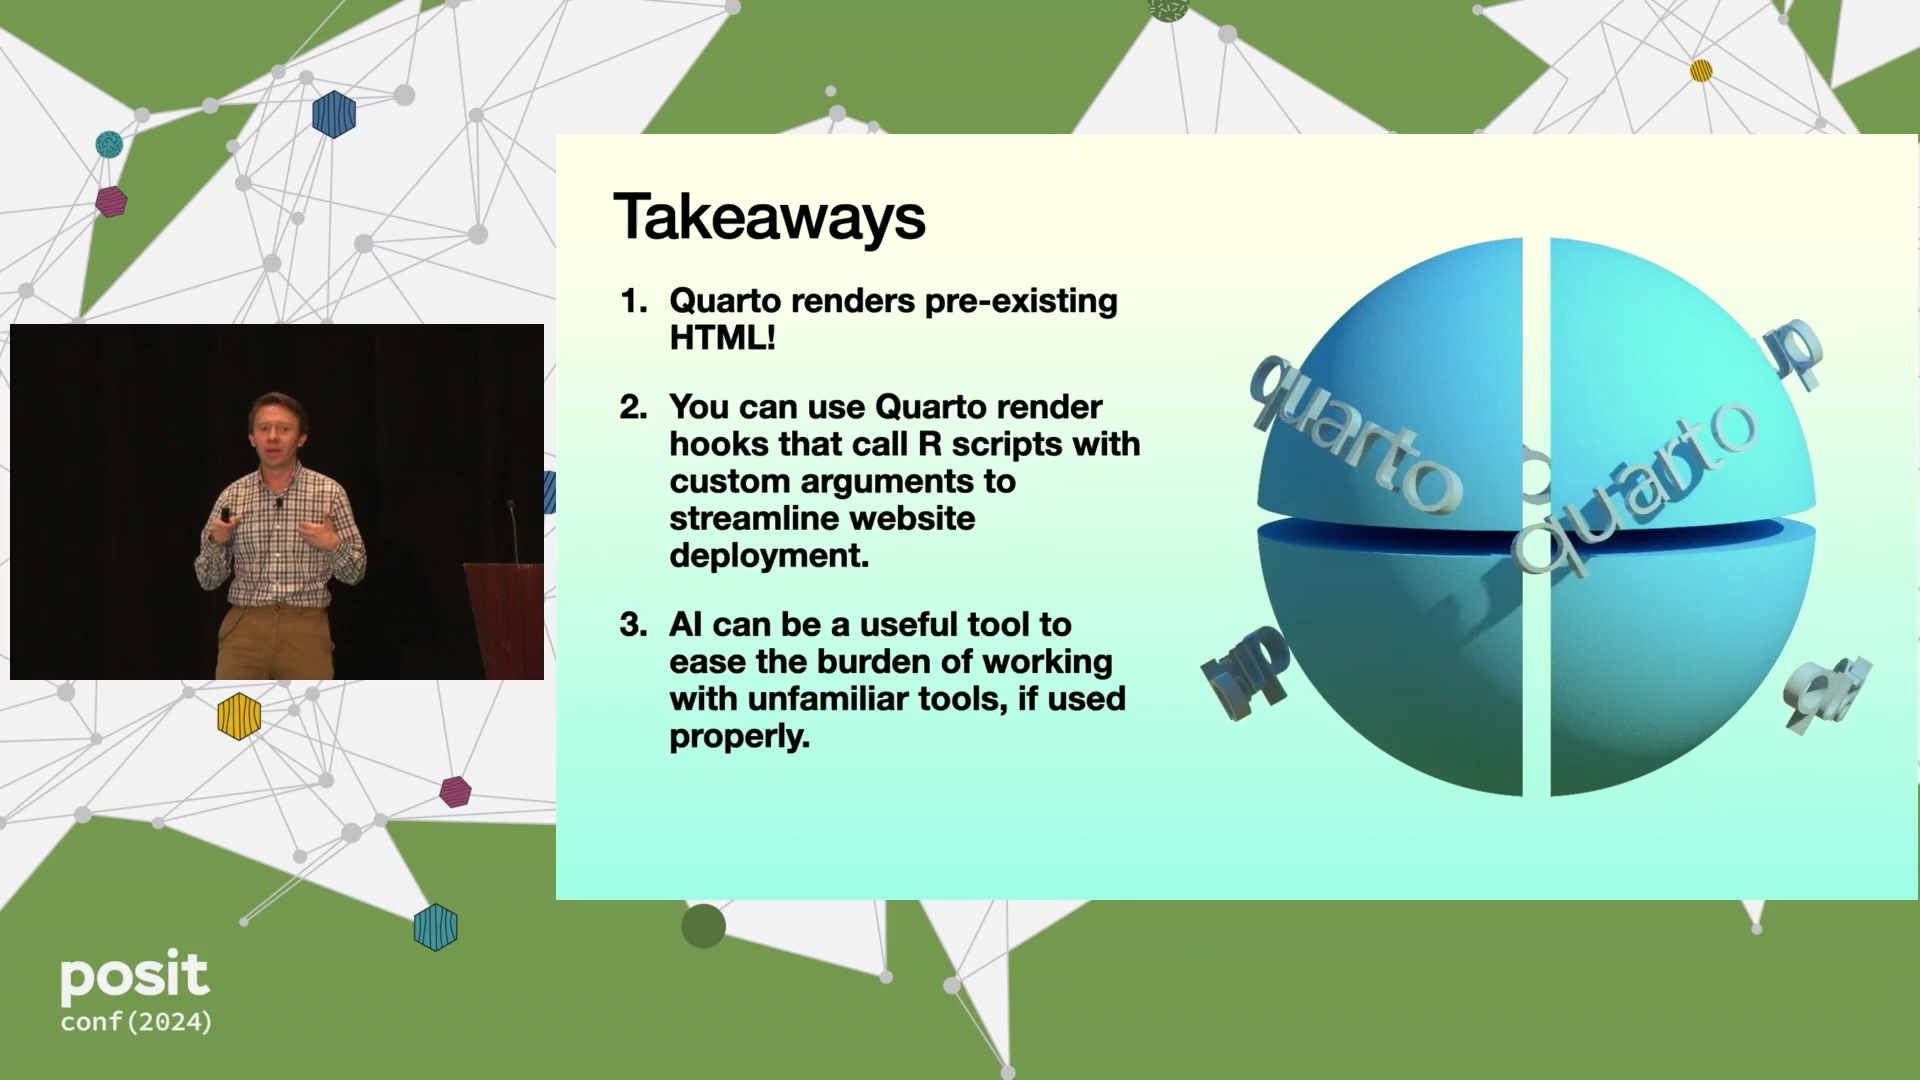 Takeaways
1. Quarto renders pre-existing
HTML!
2. You can use Quarto render
hooks that call R scripts with
custom arguments to
streamline website
deployment.
3. AI can be a useful tool to
ease the burden of working
with unfamiliar tools, if used
properly.
quarto
quarto
posit
conf(2024)